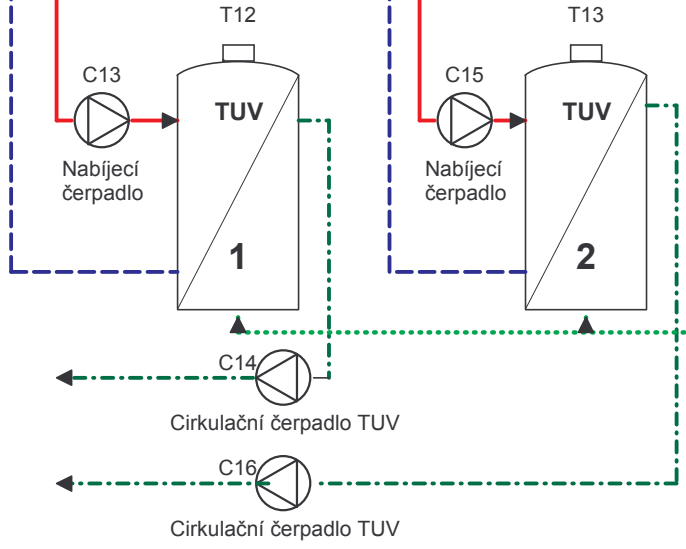 T12
T13
C13
C15
TUV
TUV
Nabíjecí
čerpadlo
Nabíjecí
čerpadlo
1
2
C14
Cirkulační čerpadlo TUV
C16
Cirkulační čerpadlo TUV